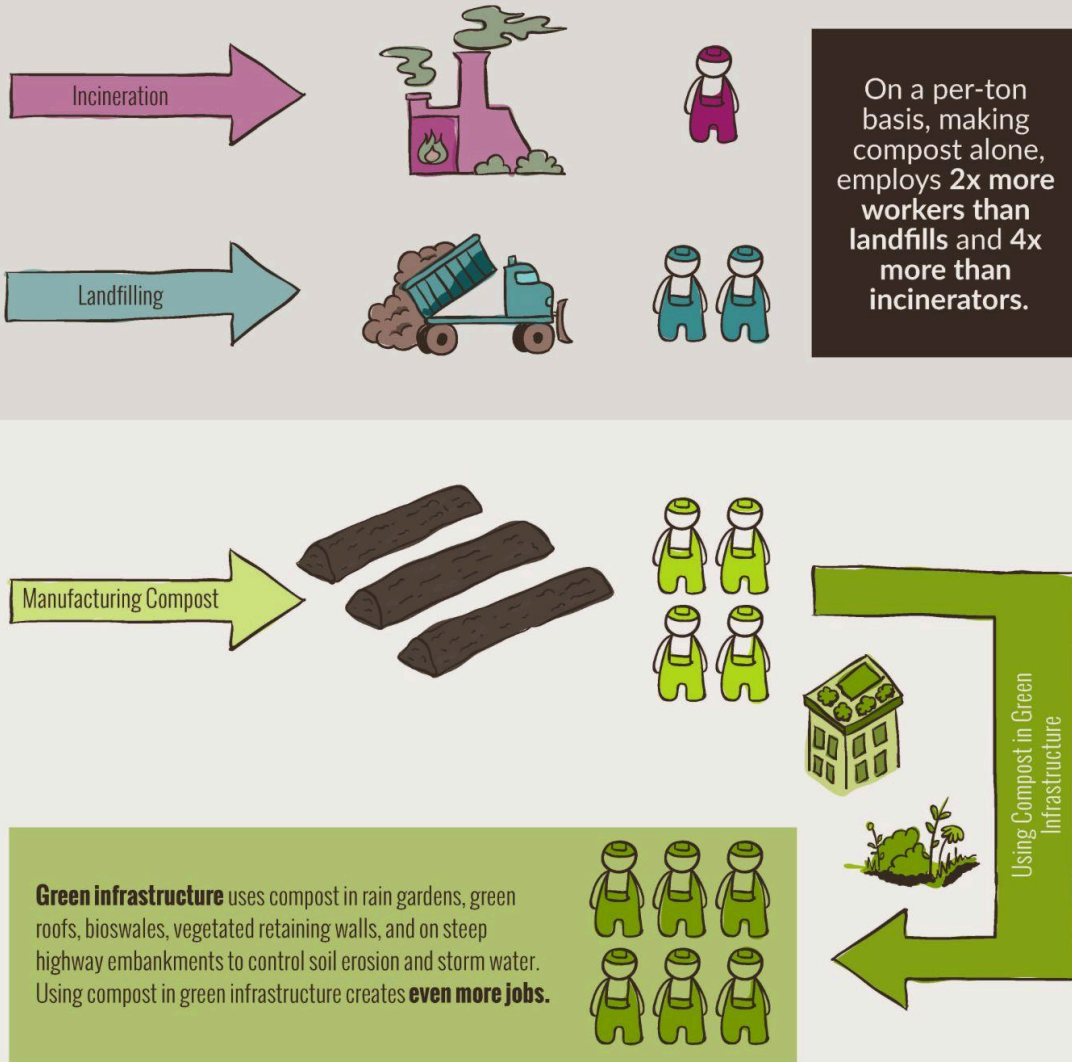 Incineration
On a per-ton
basis, making
compost alone,
employs 2x more
workers than
landfills and 4x
more than
incinerators.
Landfilling
Manufacturing Compost
Using Compost in Green
Infrastructure
Green infrastructure uses compost in rain gardens, green
roofs, bioswales, vegetated retaining walls, and on steep
highway embankments to control soil erosion and storm water.
Using compost in green infrastructure creates even more jobs.